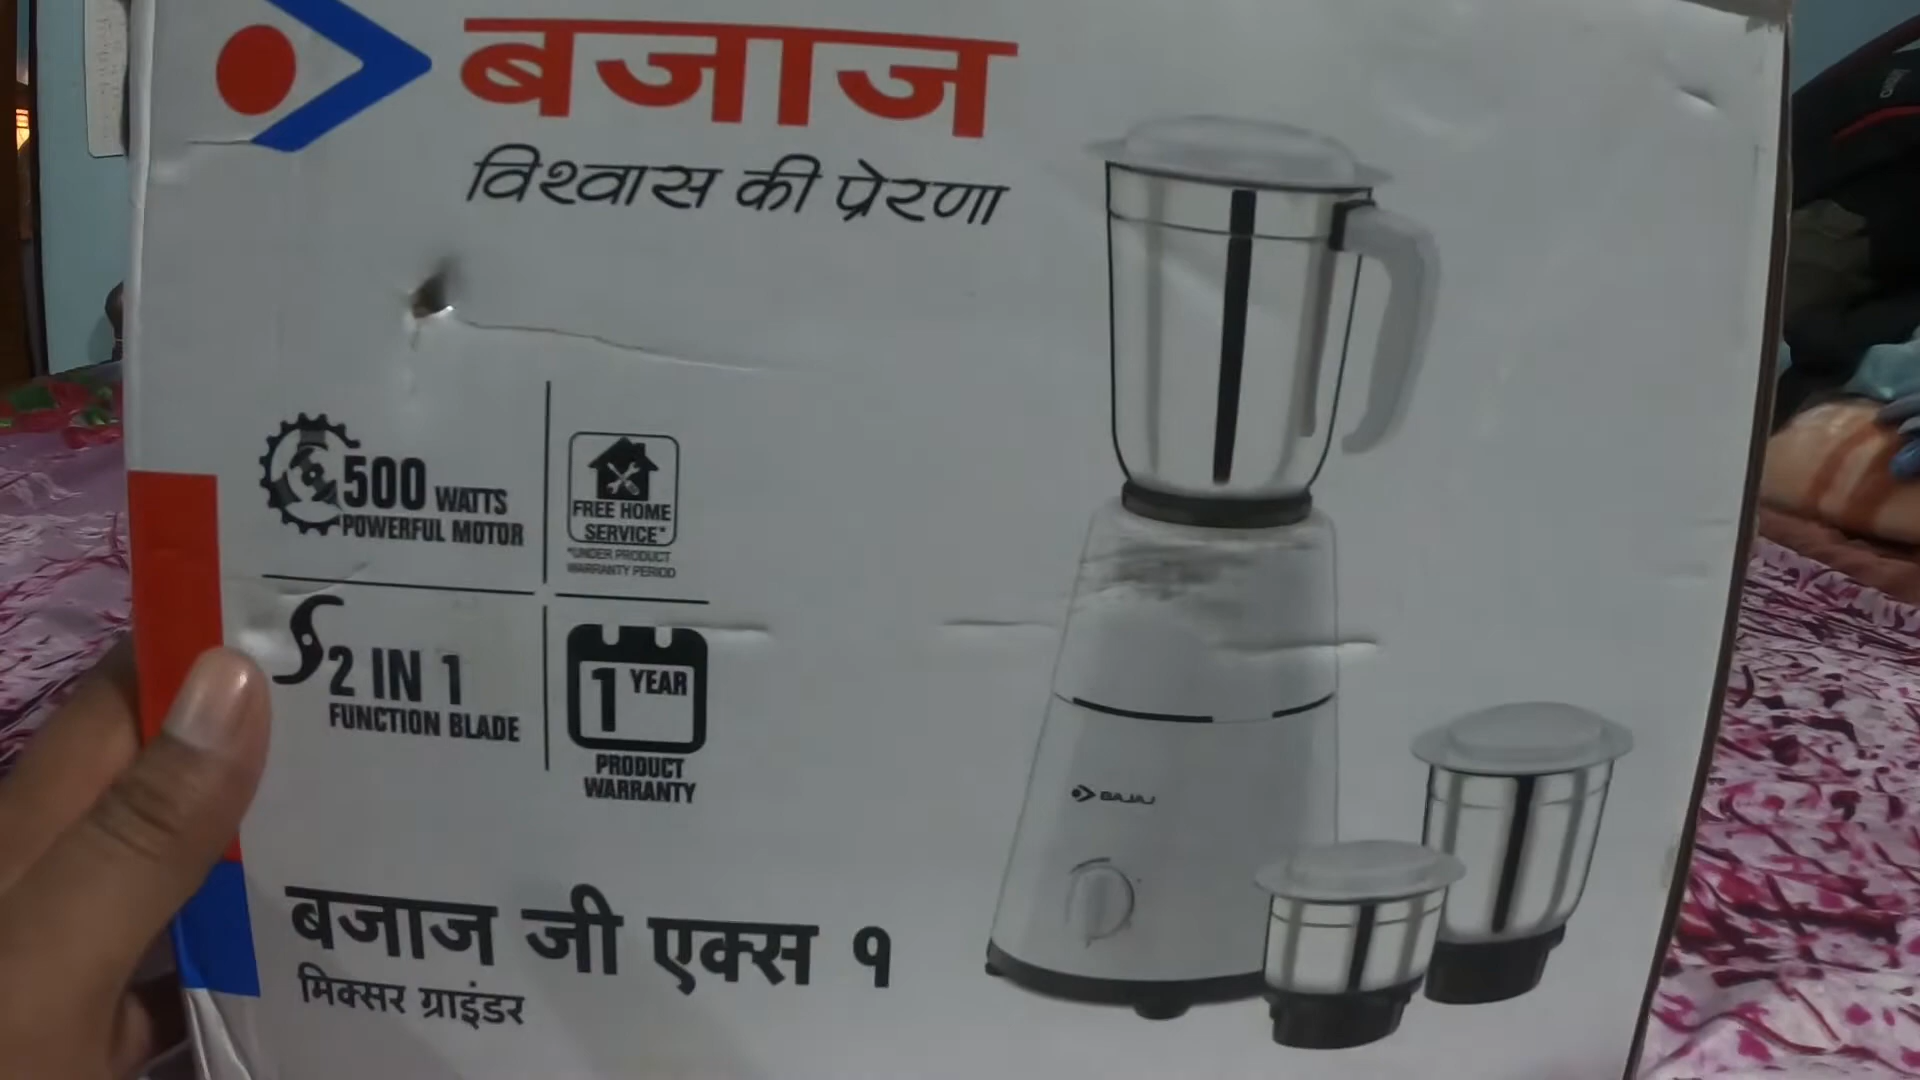 बजाज
विश्वास की प्रेरणा
500 WATTS
POWERFUL MOTOR
FREE HOME
SERVICE*
*UNDER PRODUCT
WARRANTY PERIOD
2 IN 1
FUNCTION BLADE
1 YEAR
PRODUCT
WARRANTY
BAJAJ
बजाज जी एक्स १
मिक्सर ग्राइंडर